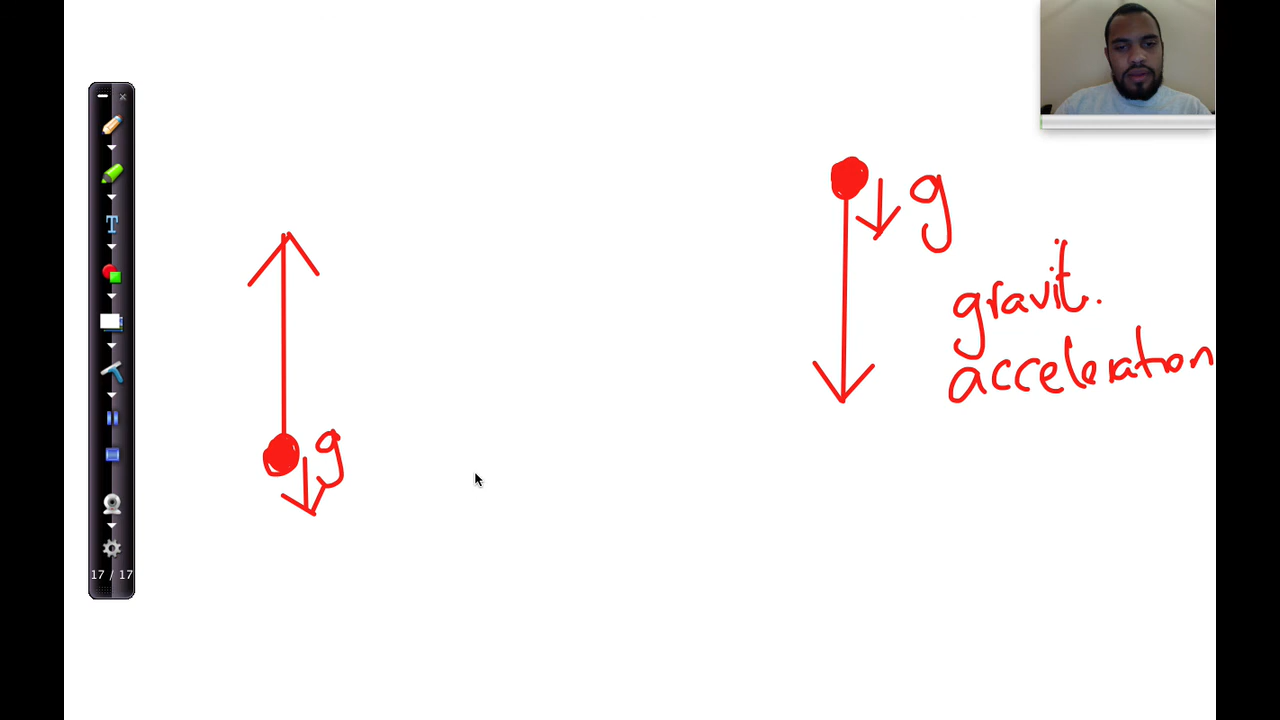 g
gravit.
acceleration
g
T
17 / 17